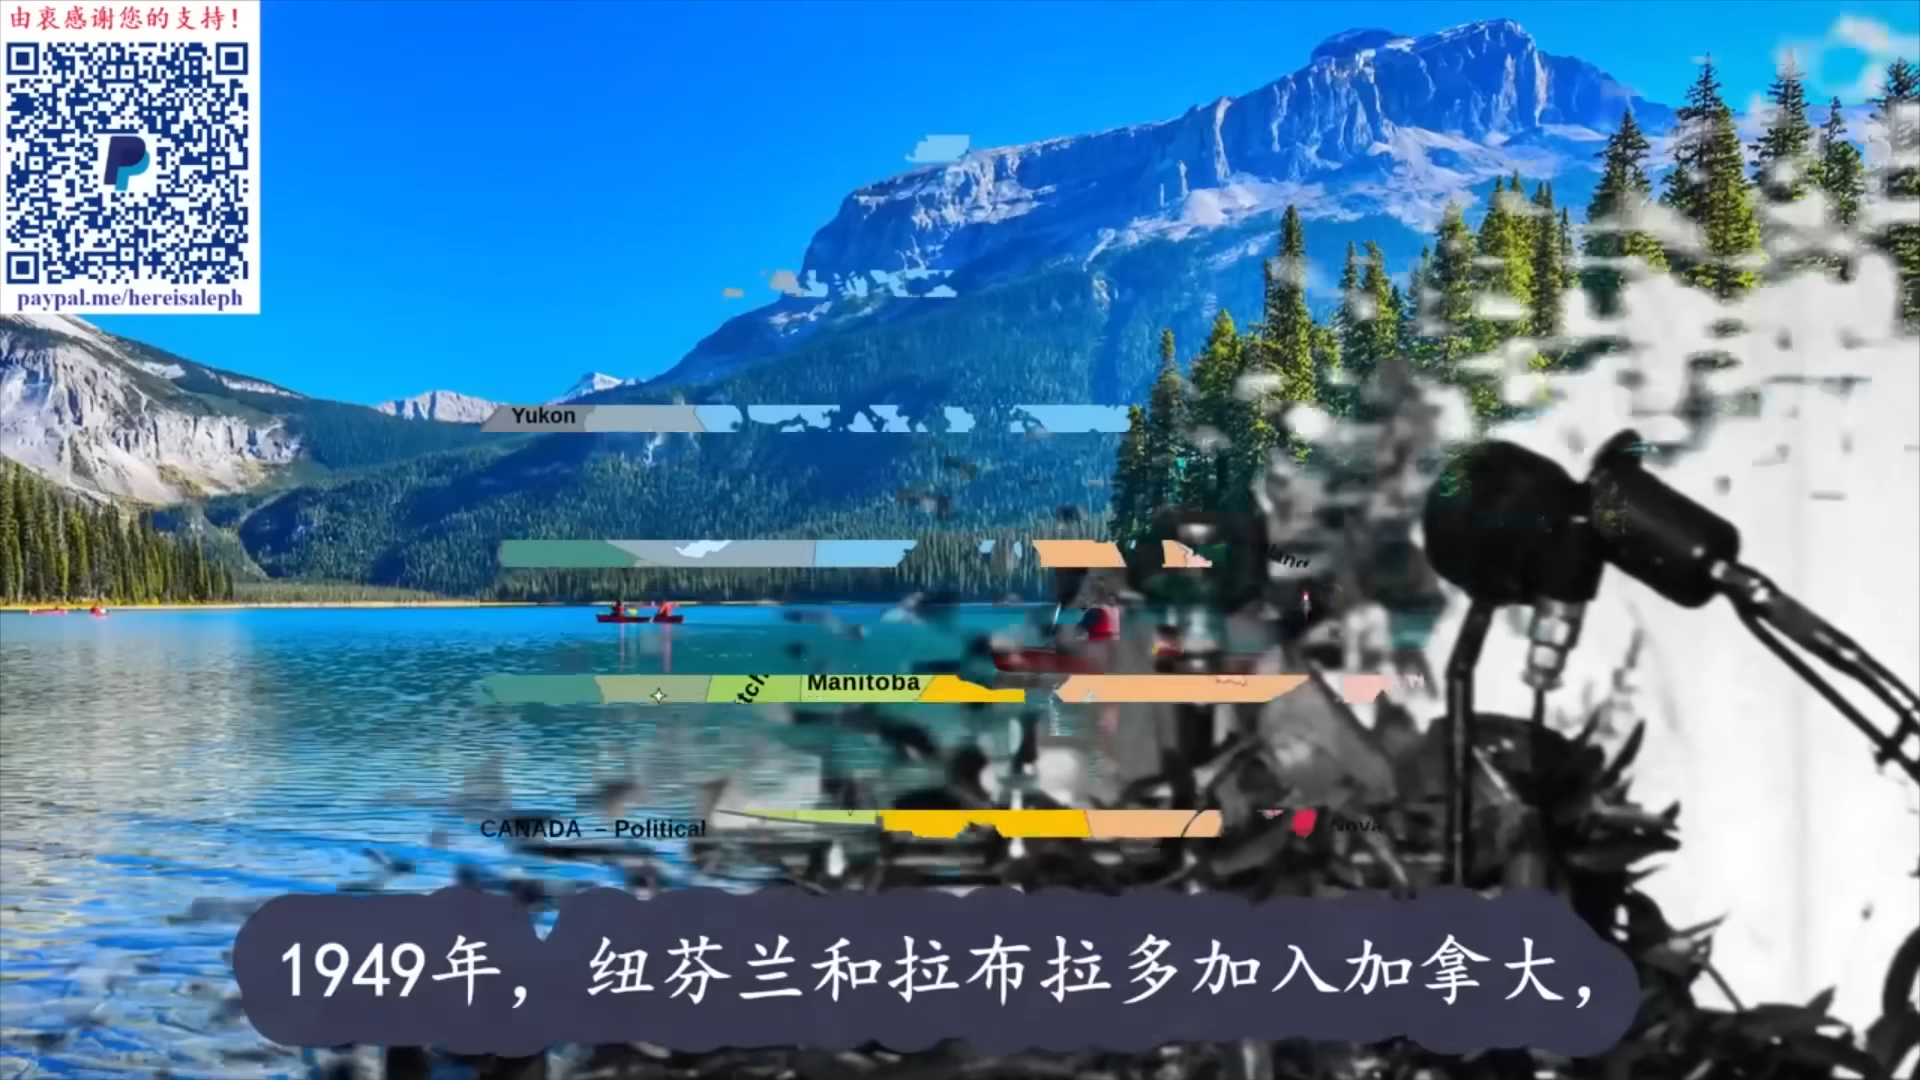 由衷感谢您的支持！
paypal.me/hereisaleph
Yukon
Manitoba
CANADA – Political
1949年，纽芬兰和拉布拉多加入加拿大，